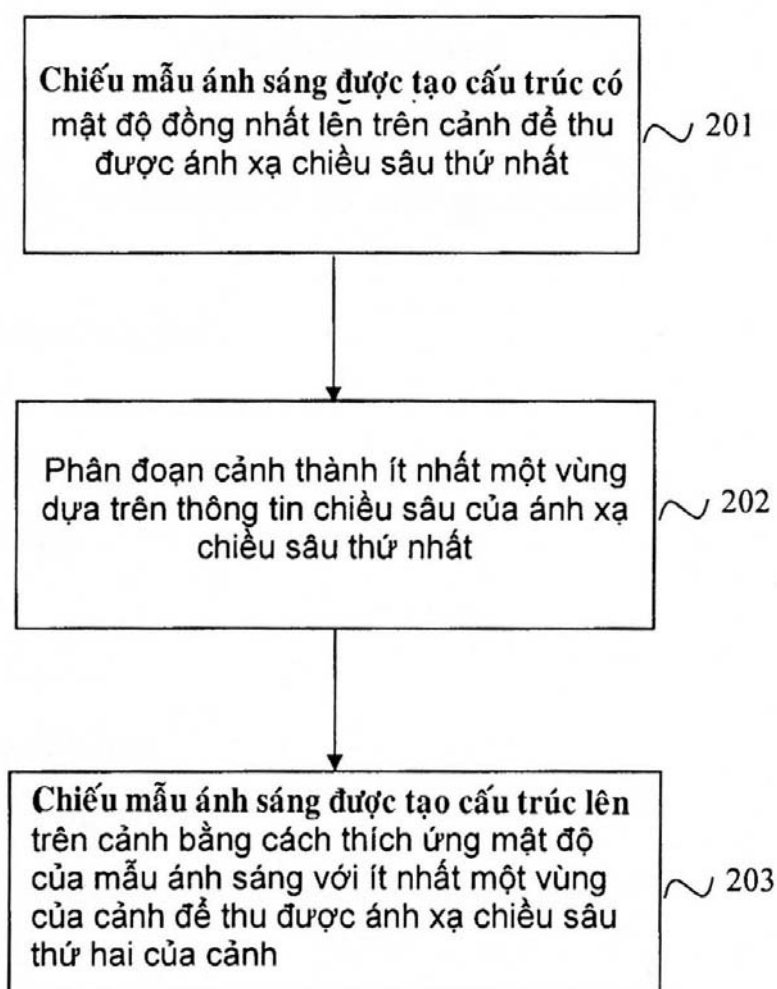 Chiếu mẫu ánh sáng được tạo cấu trúc có
mật độ đồng nhất lên trên cảnh để thu
được ánh xạ chiều sâu thứ nhất
201
Phân đoạn cảnh thành ít nhất một vùng
dựa trên thông tin chiều sâu của ánh xạ
chiều sâu thứ nhất
202
Chiếu mẫu ánh sáng được tạo cấu trúc lên
trên cảnh bằng cách thích ứng mật độ
của mẫu ánh sáng với ít nhất một vùng
của cảnh để thu được ánh xạ chiều sâu
thứ hai của cảnh
203